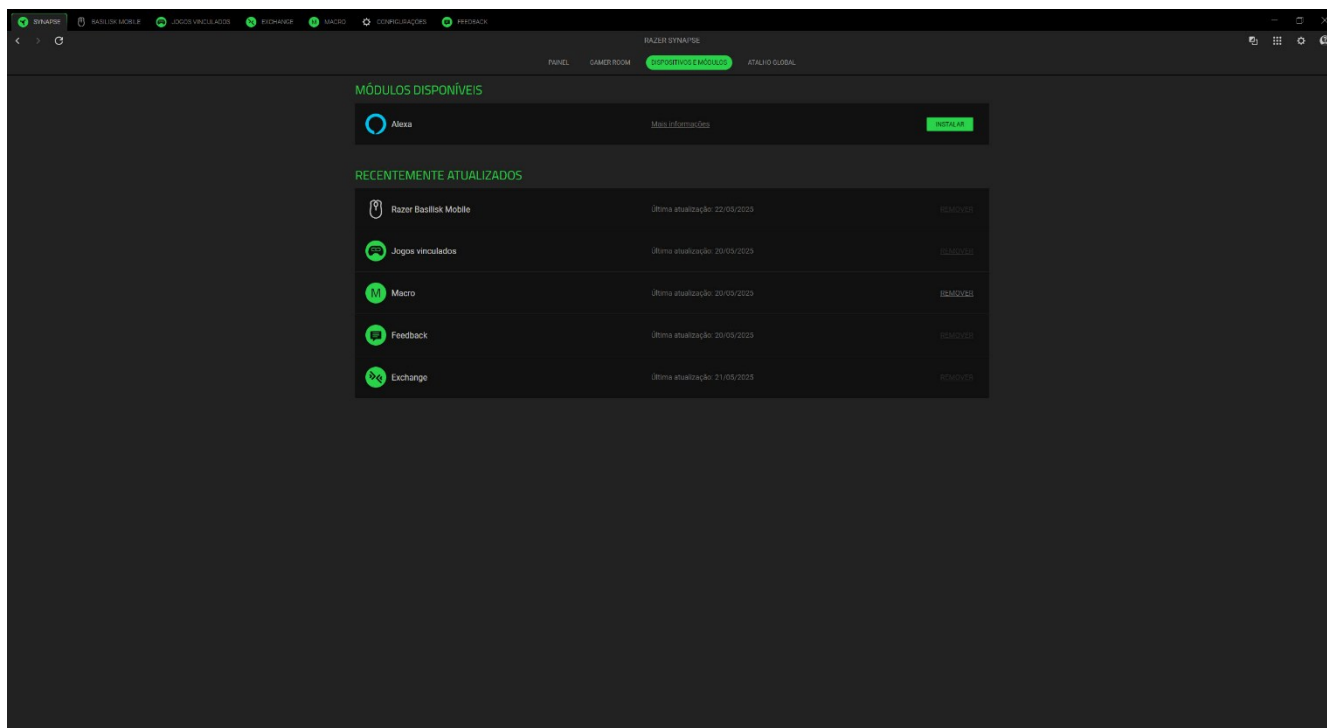 SYNAPSE BASILISK MOBILE JOGOS VINCULADOS EXCHANGE M MACRO CONFIGURAÇÕES FEEDBACK
RAZER SYNAPSE
PAINEL GAMER ROOM DISPOSITIVOS E MÓDULOS ATALHO GLOBAL
MÓDULOS DISPONÍVEIS
Alexa Mais informações INSTALAR
RECENTEMENTE ATUALIZADOS
Razer Basilisk Mobile Última atualização: 22/05/2025 REMOVER
Jogos vinculados Última atualização: 20/05/2025 REMOVER
M Macro Última atualização: 20/05/2025 REMOVER
Feedback Última atualização: 20/05/2025 REMOVER
Exchange Última atualização: 21/05/2025 REMOVER